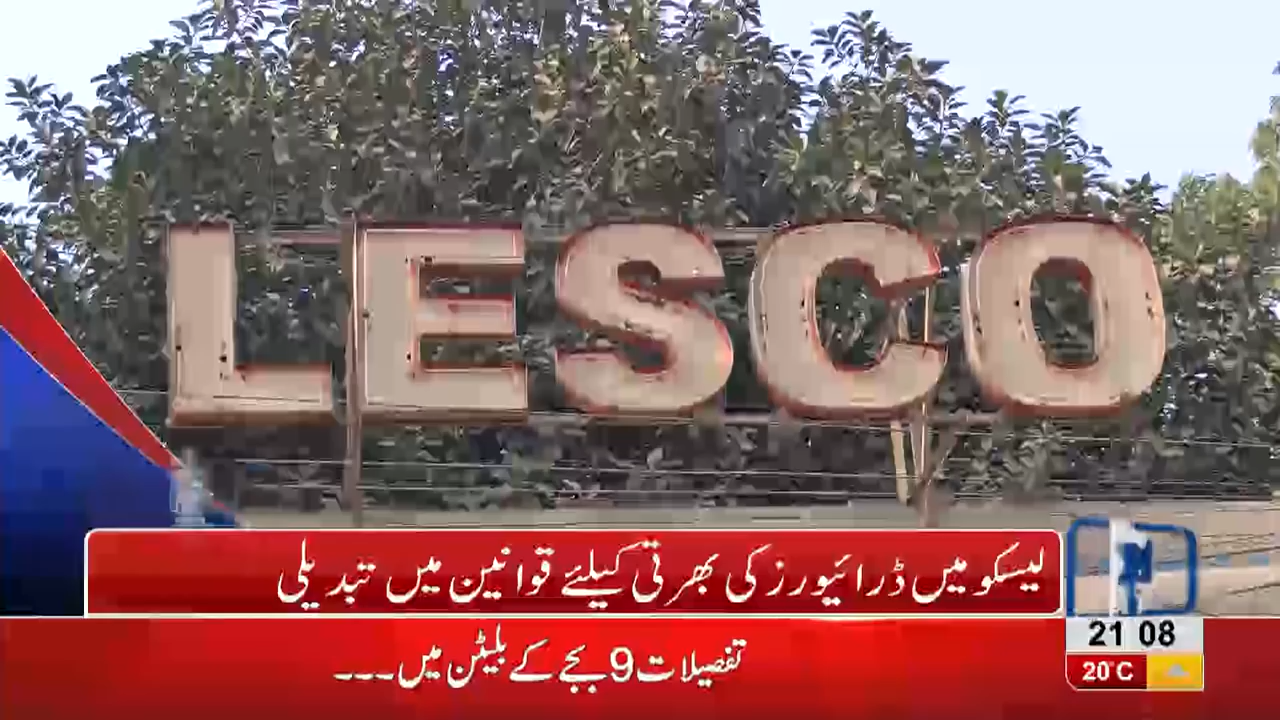 LESCO
لیسکو میں ڈرائیورز کی بھرتی کیلئے قوانین میں تبدیلی
تفصیلات 9 بجے کے بلیٹن میں۔۔۔
21 08
20°C